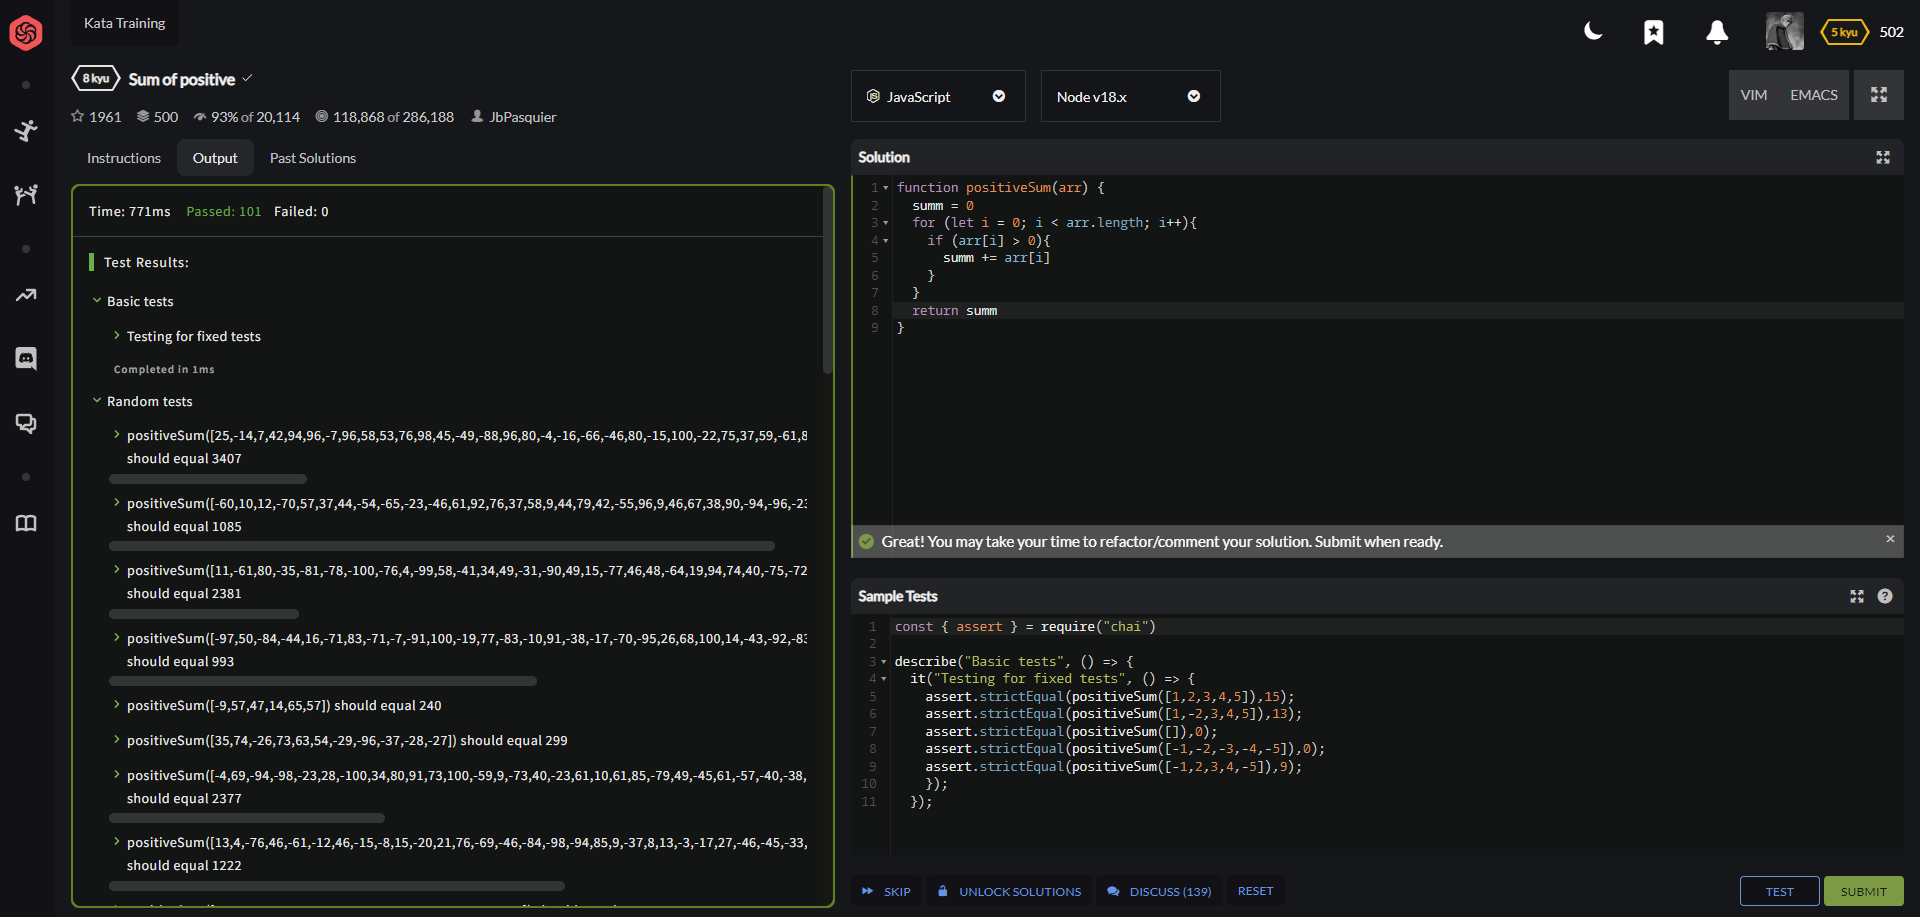 Kata Training
5 kyu 502
8 kyu Sum of positive
1961 500 93% of 20,114 118,868 of 286,188 JbPasquier
Instructions Output Past Solutions
Time: 771ms Passed: 101 Failed: 0
Test Results:
Basic tests
Testing for fixed tests
Completed in 1ms
Random tests
positiveSum([25,-14,7,42,94,96,-7,96,58,53,76,98,45,-49,-88,96,80,-4,-16,-66,-46,80,-15,100,-22,75,37,59,-61,8
should equal 3407
positiveSum([-60,10,12,-70,57,37,44,-54,-65,-23,-46,61,92,76,37,58,9,44,79,42,-55,96,9,46,67,38,90,-94,-96,-23
should equal 1085
positiveSum([11,-61,80,-35,-81,-78,-100,-76,4,-99,58,-41,34,49,-31,-90,49,15,-77,46,48,-64,19,94,74,40,-75,-72
should equal 2381
positiveSum([-97,50,-84,-44,16,-71,83,-71,-7,-91,100,-19,77,-83,-10,91,-38,-17,-70,-95,26,68,100,14,-43,-92,-83
should equal 993
positiveSum([-9,57,47,14,65,57]) should equal 240
positiveSum([35,74,-26,73,63,54,-29,-96,-37,-28,-27]) should equal 299
positiveSum([-4,69,-94,-98,-23,28,-100,34,80,91,73,100,-59,9,-73,40,-23,61,10,61,85,-79,49,-45,61,-57,-40,-38,
should equal 2377
positiveSum([13,4,-76,46,-61,-12,46,-15,-8,15,-20,21,76,-69,-46,-84,-98,-94,85,9,-37,8,13,-3,-17,27,-46,-45,-33,
should equal 1222
JavaScript Node v18.x VIM EMACS
Solution
1 function positiveSum(arr) {
2 summ = 0
3 for (let i = 0; i < arr.length; i++){
4 if (arr[i] > 0){
5 summ += arr[i]
6 }
7 }
8 return summ
9 }
Great! You may take your time to refactor/comment your solution. Submit when ready.
Sample Tests
1 const { assert } = require("chai")
2
3 describe("Basic tests", () => {
4 it("Testing for fixed tests", () => {
5 assert.strictEqual(positiveSum([1,2,3,4,5]),15);
6 assert.strictEqual(positiveSum([1,-2,3,4,5]),13);
7 assert.strictEqual(positiveSum([]),0);
8 assert.strictEqual(positiveSum([-1,-2,-3,-4,-5]),0);
9 assert.strictEqual(positiveSum([-1,2,3,4,-5]),9);
10 });
11 });
SKIP UNLOCK SOLUTIONS DISCUSS (139) RESET TEST SUBMIT